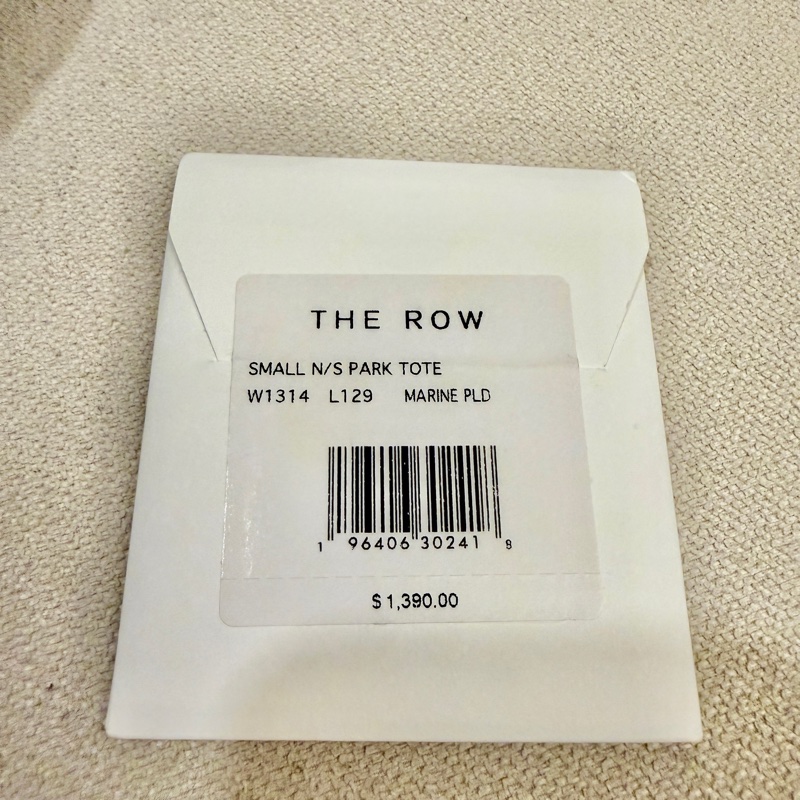 THE ROW
SMALL N/S PARK TOTE
W1314 L129 MARINE PLD
1 96406 30241 8
$1,390.00